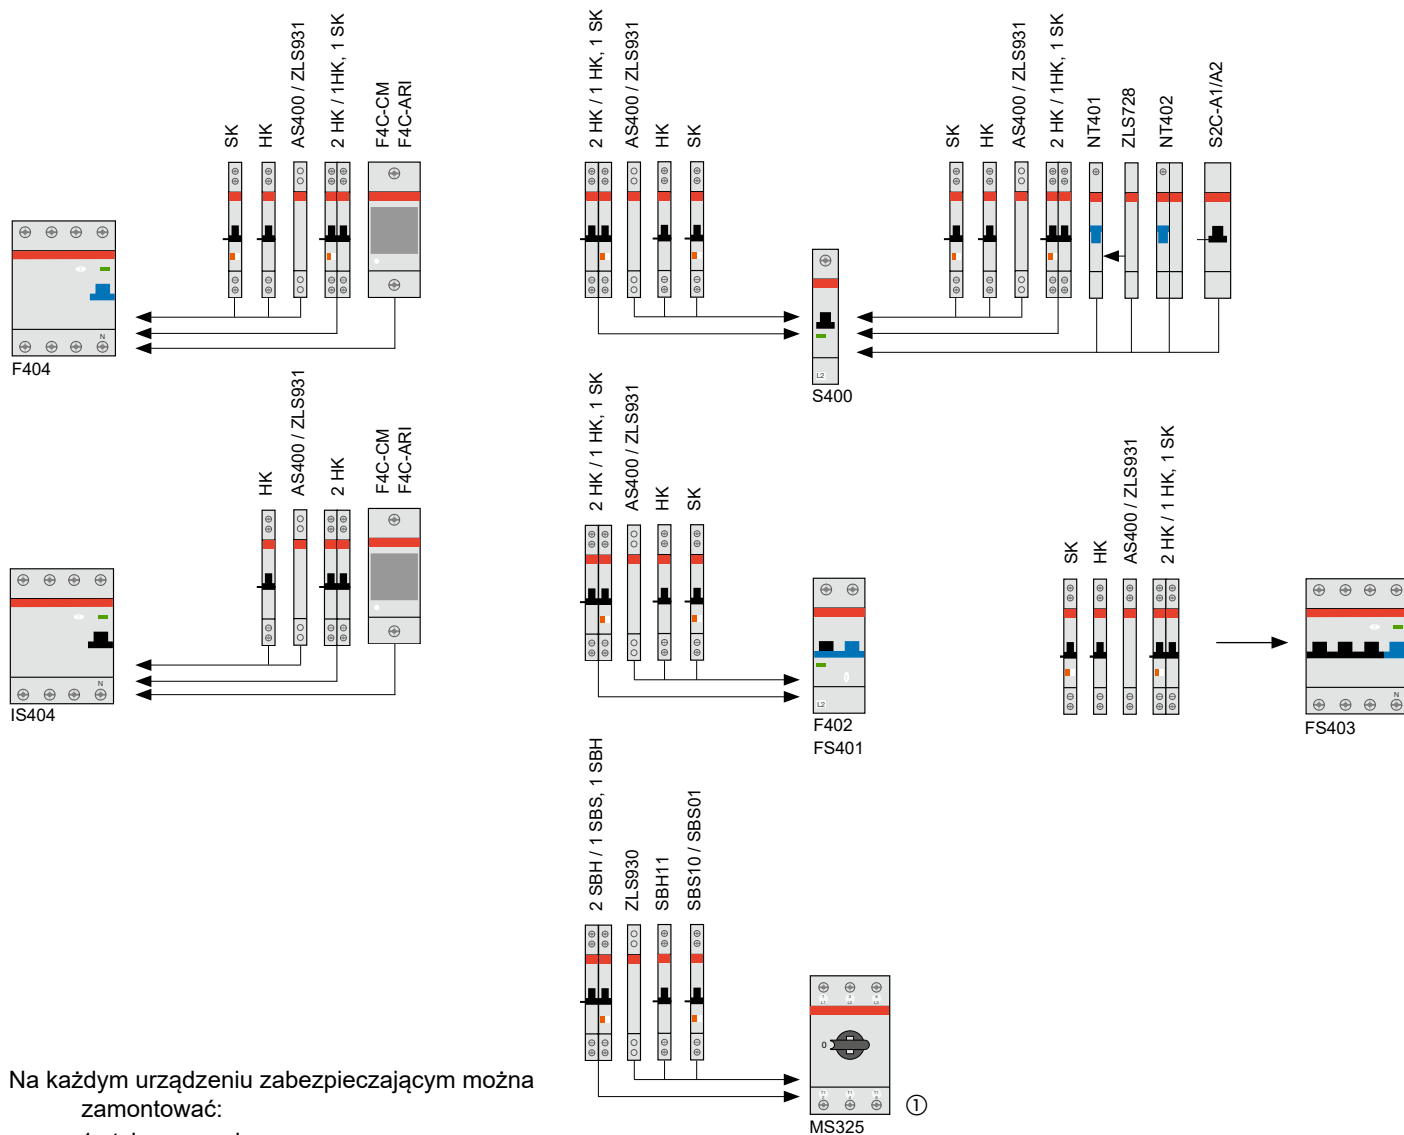 SK
HK
AS400 / ZLS931
2 HK / 1HK, 1 SK
F4C-CM
F4C-ARI
N
F404
2 HK / 1 HK, 1 SK
AS400 / ZLS931
HK
SK
L2
S400
SK
HK
AS400 / ZLS931
2 HK / 1HK, 1 SK
NT401
ZLS728
NT402
S2C-A1/A2
HK
AS400 / ZLS931
2 HK
F4C-CM
F4C-ARI
N
IS404
2 HK / 1 HK, 1 SK
AS400 / ZLS931
HK
SK
L2
F402
FS401
SK
HK
AS400 / ZLS931
2 HK / 1 HK, 1 SK
N
FS403
2 SBH / 1 SBS, 1 SBH
ZLS930
SBH11
SBS10 / SBS01
0
①
MS325
Na każdym urządzeniu zabezpieczającym można
zamontować: